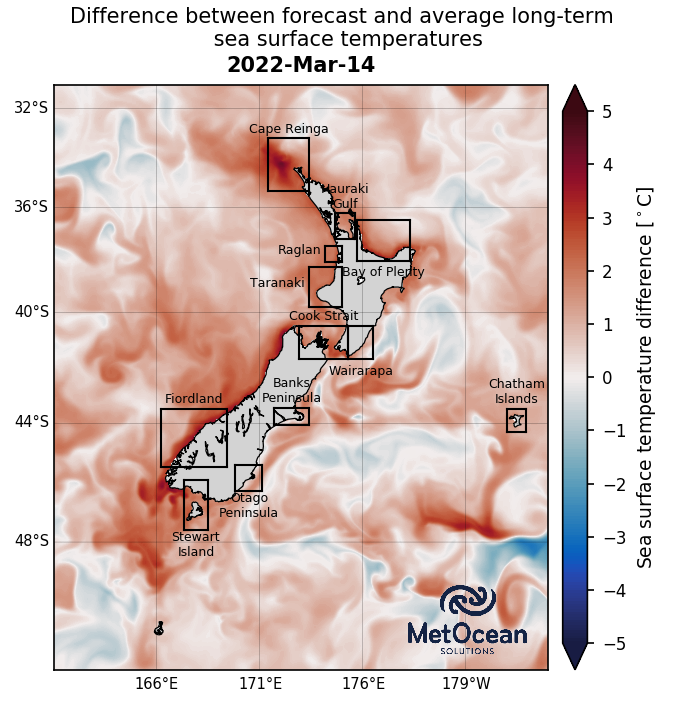 Difference between forecast and average long-term
sea surface temperatures
2022-Mar-14
32°S
36°S
40°S
44°S
48°S
166°E
171°E
176°E
179°W
Cape Reinga
Hauraki
Gulf
Raglan
Bay of Plenty
Taranaki
Cook Strait
Wairarapa
Banks
Peninsula
Fiordland
Chatham
Islands
Otago
Peninsula
Stewart
Island
MetOcean
SOLUTIONS
5
4
3
2
1
0
−1
−2
−3
−4
−5
Sea surface temperature difference [°C]